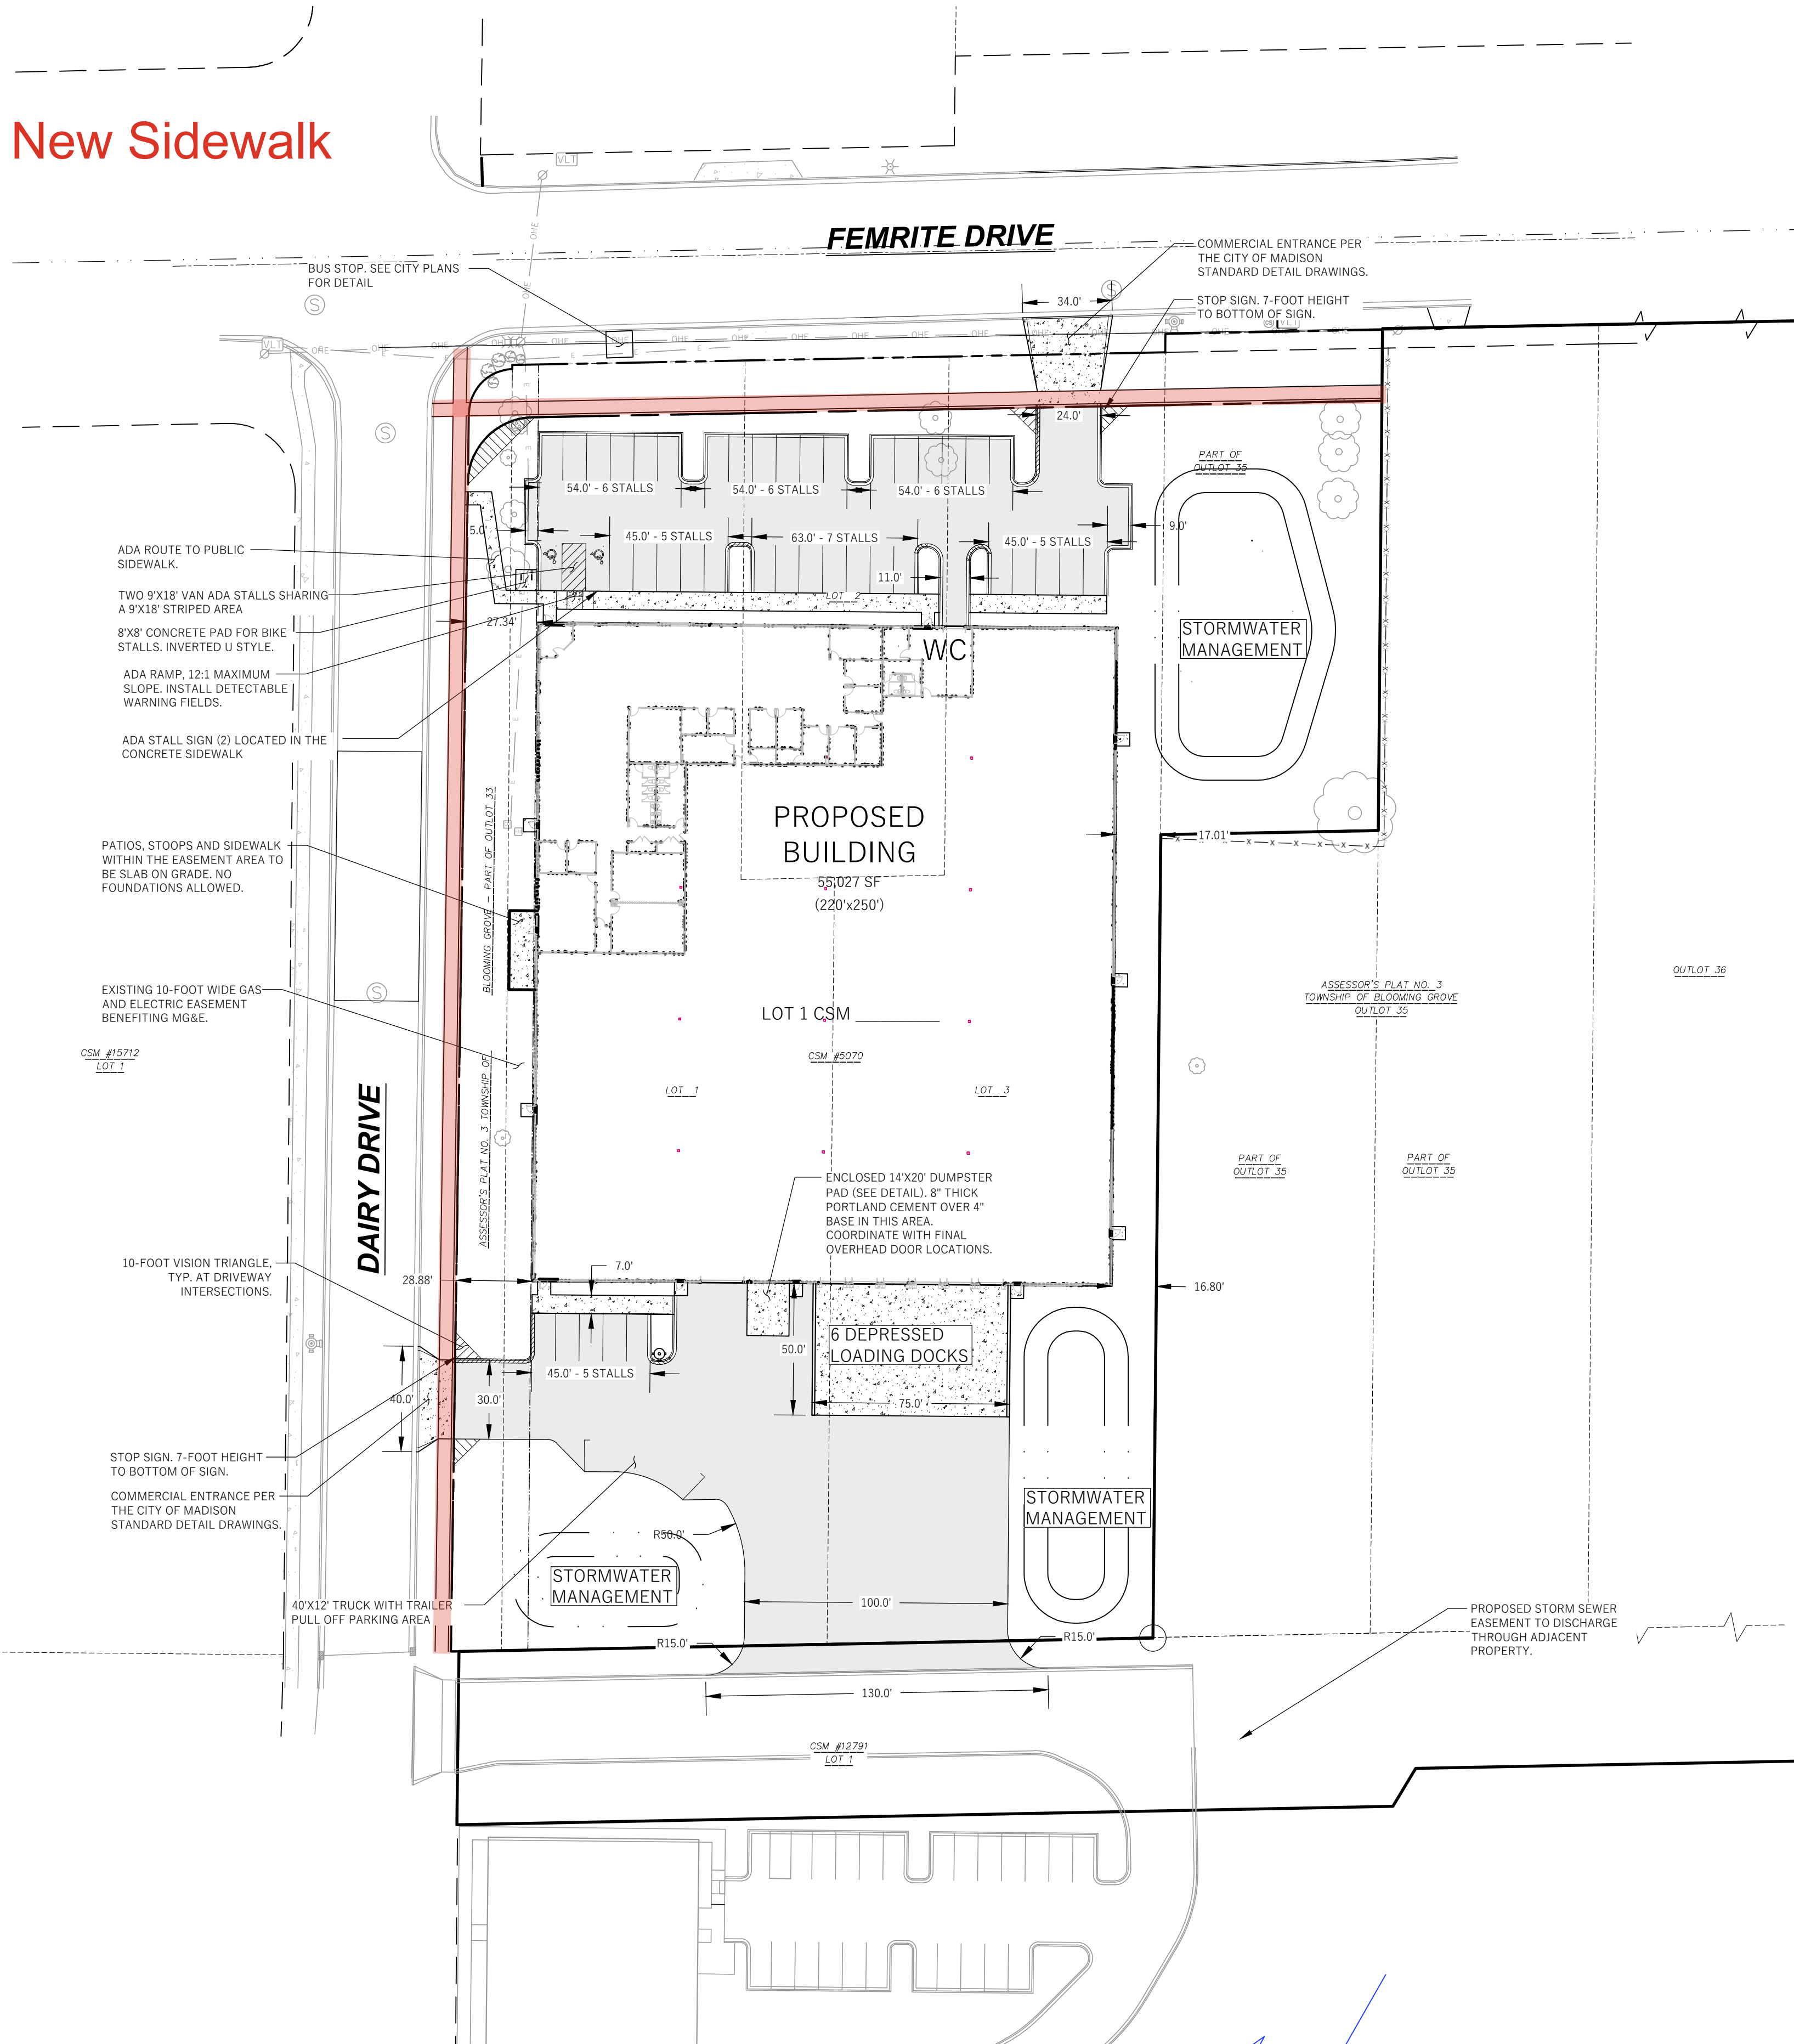 New Sidewalk
VLT
OHE
FEMRITE DRIVE
COMMERCIAL ENTRANCE PER
THE CITY OF MADISON
STANDARD DETAIL DRAWINGS.
BUS STOP. SEE CITY PLANS
FOR DETAIL
OHE
S
S
34.0'
STOP SIGN. 7-FOOT HEIGHT
TO BOTTOM OF SIGN.
VLT
OHE OHE OHE OHE OHE OHE OHE OHE OHE
E E E E
24.0'
S
PART OF
OUTLOT 35
54.0' - 6 STALLS
54.0' - 6 STALLS
54.0' - 6 STALLS
5.0'
45.0' - 5 STALLS
63.0' - 7 STALLS
45.0' - 5 STALLS
9.0'
ADA ROUTE TO PUBLIC
SIDEWALK.
11.0'
TWO 9'X18' VAN ADA STALLS SHARING
A 9'X18' STRIPED AREA
LOT 2
27.34'
8'X8' CONCRETE PAD FOR BIKE
STALLS. INVERTED U STYLE.
WC
STORMWATER
MANAGEMENT
ADA RAMP, 12:1 MAXIMUM
SLOPE. INSTALL DETECTABLE
WARNING FIELDS.
ADA STALL SIGN (2) LOCATED IN THE
CONCRETE SIDEWALK
PROPOSED
BUILDING
55,027 SF
(220'x250')
17.01'
PATIOS, STOOPS AND SIDEWALK
WITHIN THE EASEMENT AREA TO
BE SLAB ON GRADE. NO
FOUNDATIONS ALLOWED.
BLOOMING GROVE - PART OF OUTLOT 33
ASSESSOR'S PLAT NO. 3 TOWNSHIP OF
OUTLOT 36
ASSESSOR'S PLAT NO. 3
TOWNSHIP OF BLOOMING GROVE
OUTLOT 35
EXISTING 10-FOOT WIDE GAS
AND ELECTRIC EASEMENT
BENEFITING MG&E.
S
LOT 1 CSM
CSM #15712
LOT 1
CSM #5070
LOT 1
LOT 3
DAIRY DRIVE
PART OF
OUTLOT 35
PART OF
OUTLOT 35
ENCLOSED 14'X20' DUMPSTER
PAD (SEE DETAIL). 8" THICK
PORTLAND CEMENT OVER 4"
BASE IN THIS AREA.
COORDINATE WITH FINAL
OVERHEAD DOOR LOCATIONS.
10-FOOT VISION TRIANGLE,
TYP. AT DRIVEWAY
INTERSECTIONS.
28.88'
7.0'
16.80'
6 DEPRESSED
LOADING DOCKS
50.0'
45.0' - 5 STALLS
40.0'
30.0'
75.0'
STOP SIGN. 7-FOOT HEIGHT
TO BOTTOM OF SIGN.
COMMERCIAL ENTRANCE PER
THE CITY OF MADISON
STANDARD DETAIL DRAWINGS.
STORMWATER
MANAGEMENT
R50.0'
STORMWATER
MANAGEMENT
40'X12' TRUCK WITH TRAILER
PULL OFF PARKING AREA
100.0'
R15.0'
R15.0'
PROPOSED STORM SEWER
EASEMENT TO DISCHARGE
THROUGH ADJACENT
PROPERTY.
130.0'
CSM #12791
LOT 1